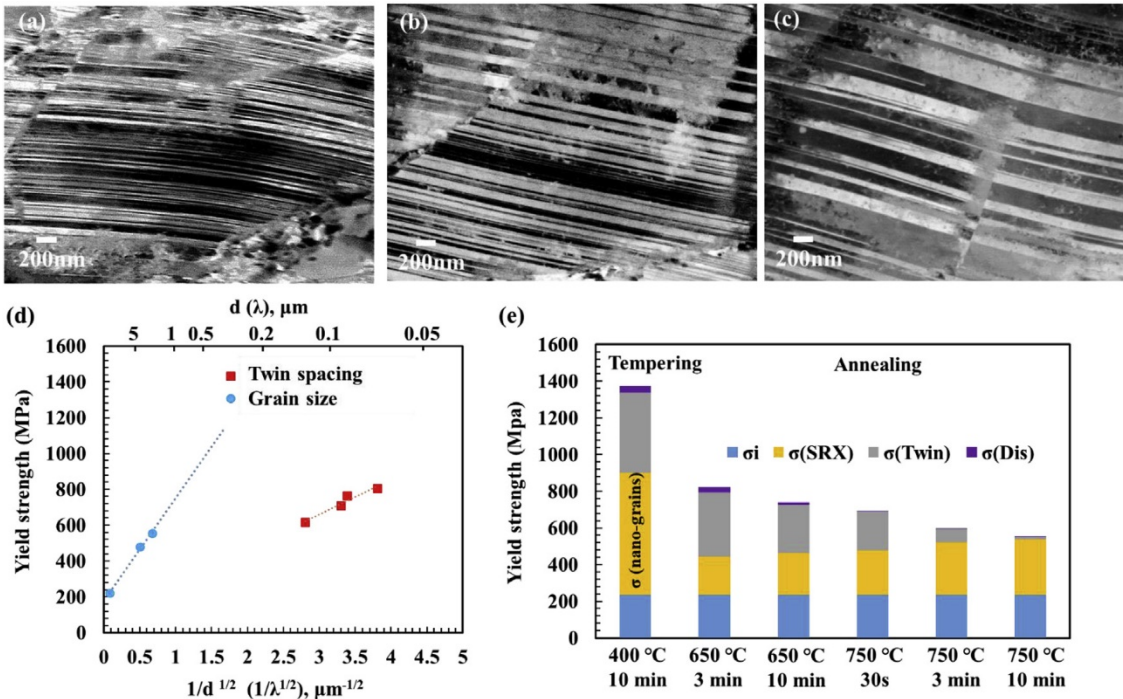 (a)
200nm
(b)
200nm
(c)
200nm
(d)
d (λ), μm
5 1 0.5 0.2 0.1 0.05
1600
1400
1200
1000
800
600
400
200
0
Yield strength (MPa)
Twin spacing
Grain size
0 0.5 1 1.5 2 2.5 3 3.5 4 4.5 5
1/d 1/2 (1/λ1/2), μm-1/2
(e)
1600
1400
1200
1000
800
600
400
200
0
Yield strength (Mpa)
Tempering Annealing
σi σ(SRX) σ(Twin) σ(Dis)
σ (nano-grains)
400 °C 650 °C 650 °C 750 °C 750 °C 750 °C
10 min 3 min 10 min 30s 3 min 10 min